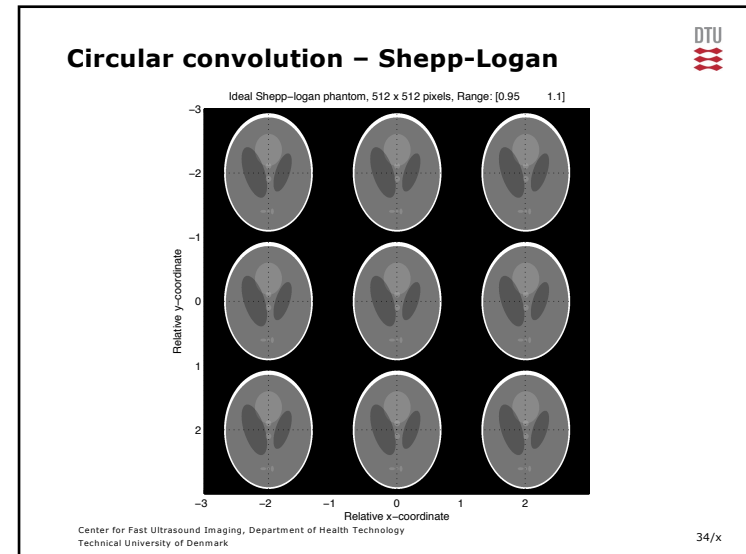 DTU
Circular convolution – Shepp-Logan
Ideal Shepp−logan phantom, 512 x 512 pixels, Range: [0.95 1.1]
−3
−2
−1
0
1
2
Relative y−coordinate
−3 −2 −1 0 1 2
Relative x−coordinate
Center for Fast Ultrasound Imaging, Department of Health Technology
Technical University of Denmark
34/x